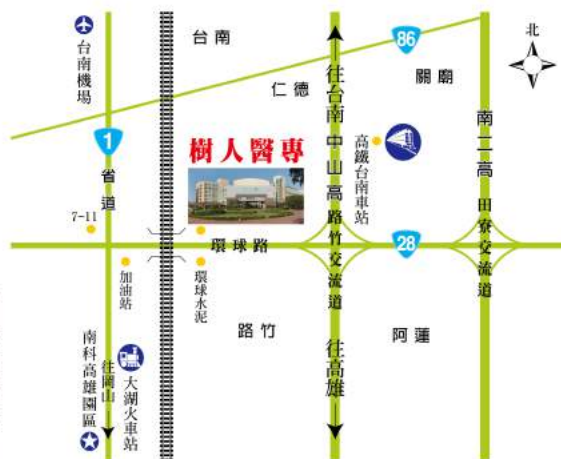 台南
86
北
台南機場
往台南
仁德
關廟
1
省道
樹人醫專
中山高
高鐵台南車站
南二高
7-11
環球路
28
路竹交流道
田寮交流道
加油站
環球水泥
路竹
阿蓮
南科高雄園區
往岡山
大湖火車站
往高雄